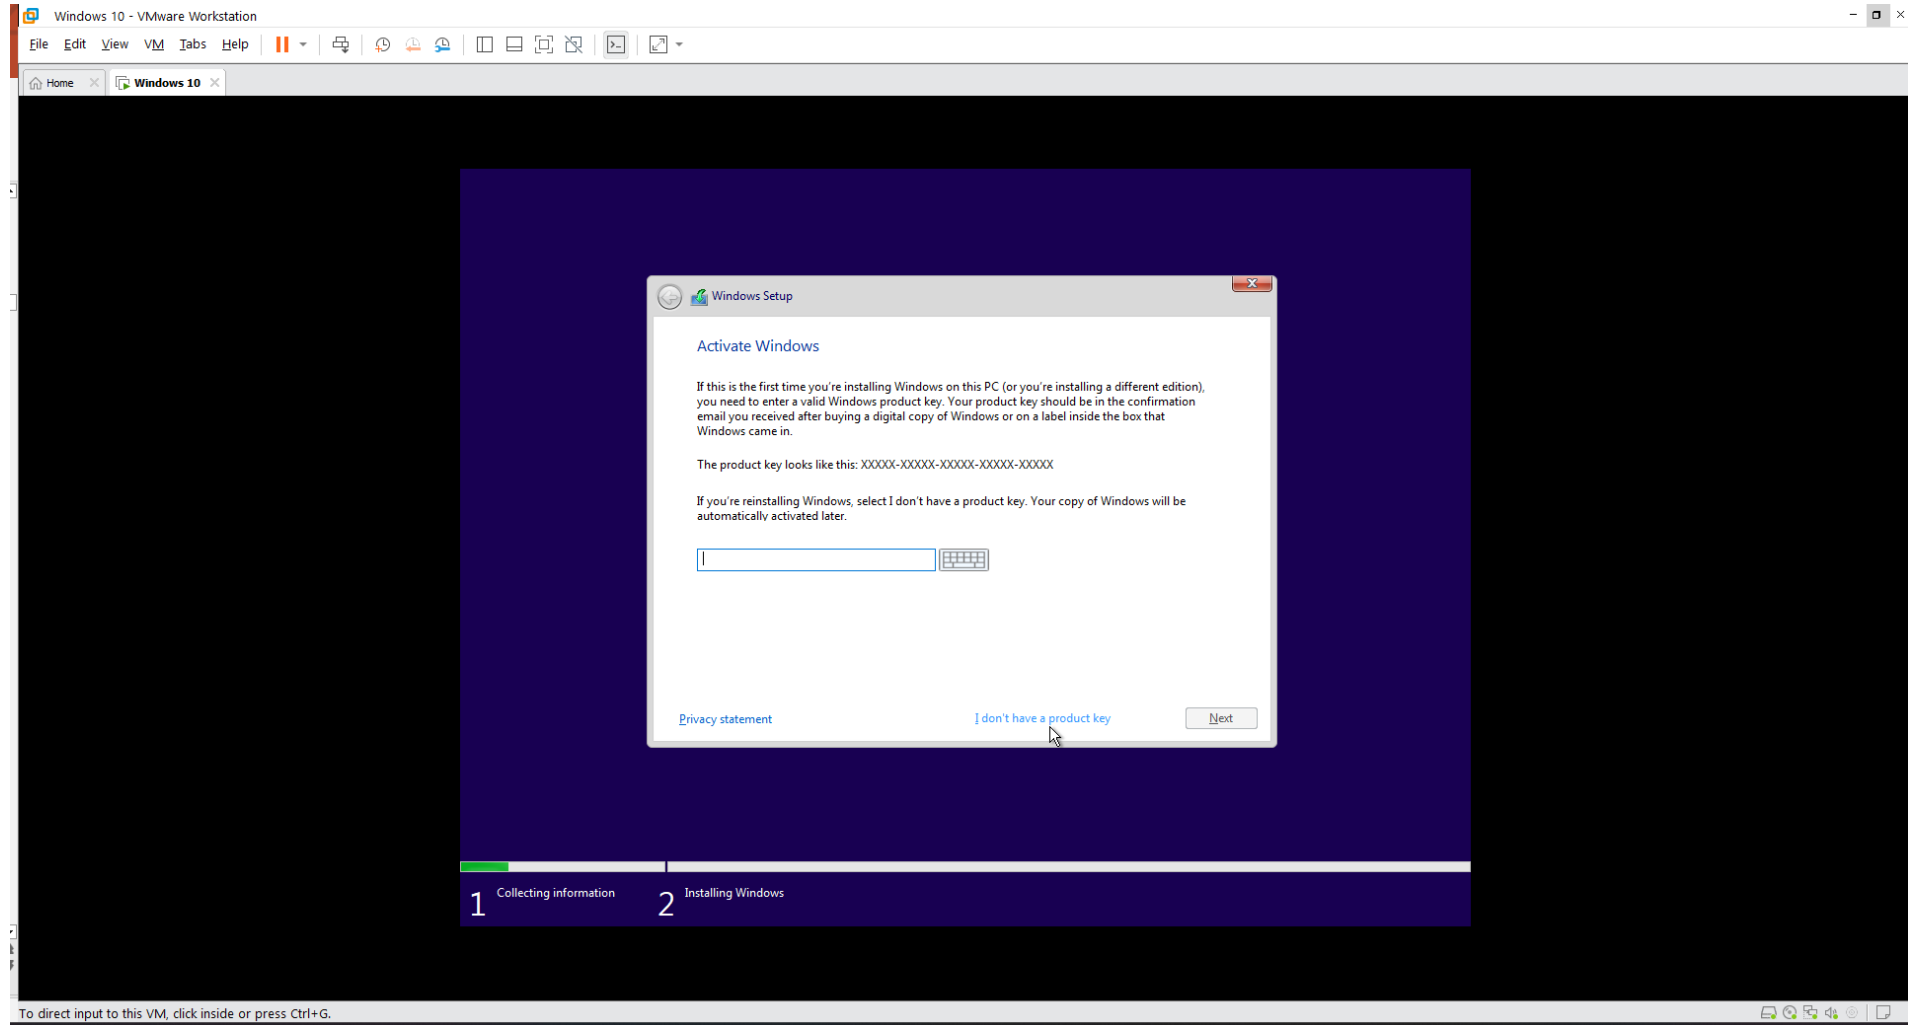 Windows 10 - VMware Workstation
File Edit View VM Tabs Help
Home
Windows 10
Windows Setup
Activate Windows
If this is the first time you're installing Windows on this PC (or you're installing a different edition),
you need to enter a valid Windows product key. Your product key should be in the confirmation
email you received after buying a digital copy of Windows or on a label inside the box that
Windows came in.
The product key looks like this: XXXXX-XXXXX-XXXXX-XXXXX-XXXXX
If you're reinstalling Windows, select I don't have a product key. Your copy of Windows will be
automatically activated later.
Privacy statement
I don't have a product key
Next
1 Collecting information
2 Installing Windows
To direct input to this VM, click inside or press Ctrl+G.